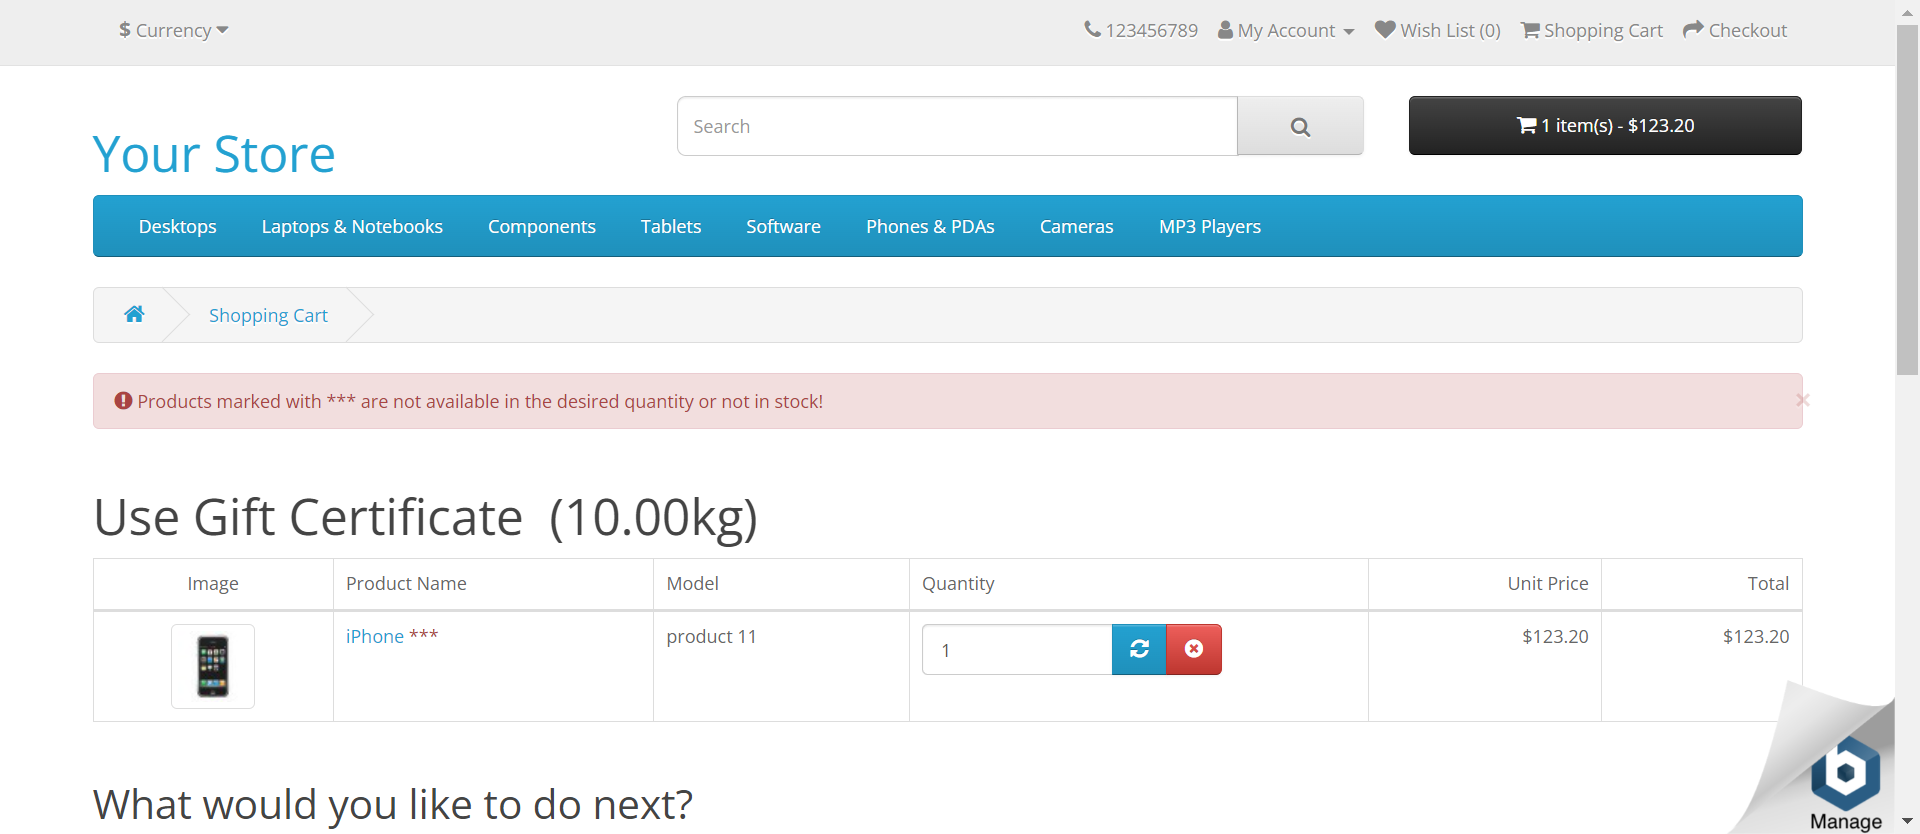 $ Currency
123456789 My Account Wish List (0) Shopping Cart Checkout
Your Store
Search
1 item(s) - $123.20
Desktops Laptops & Notebooks Components Tablets Software Phones & PDAs Cameras MP3 Players
Shopping Cart
Products marked with *** are not available in the desired quantity or not in stock!
×
Use Gift Certificate (10.00kg)
Image Product Name Model Quantity Unit Price Total
iPhone *** product 11 1 $123.20 $123.20
What would you like to do next?
b
Manage